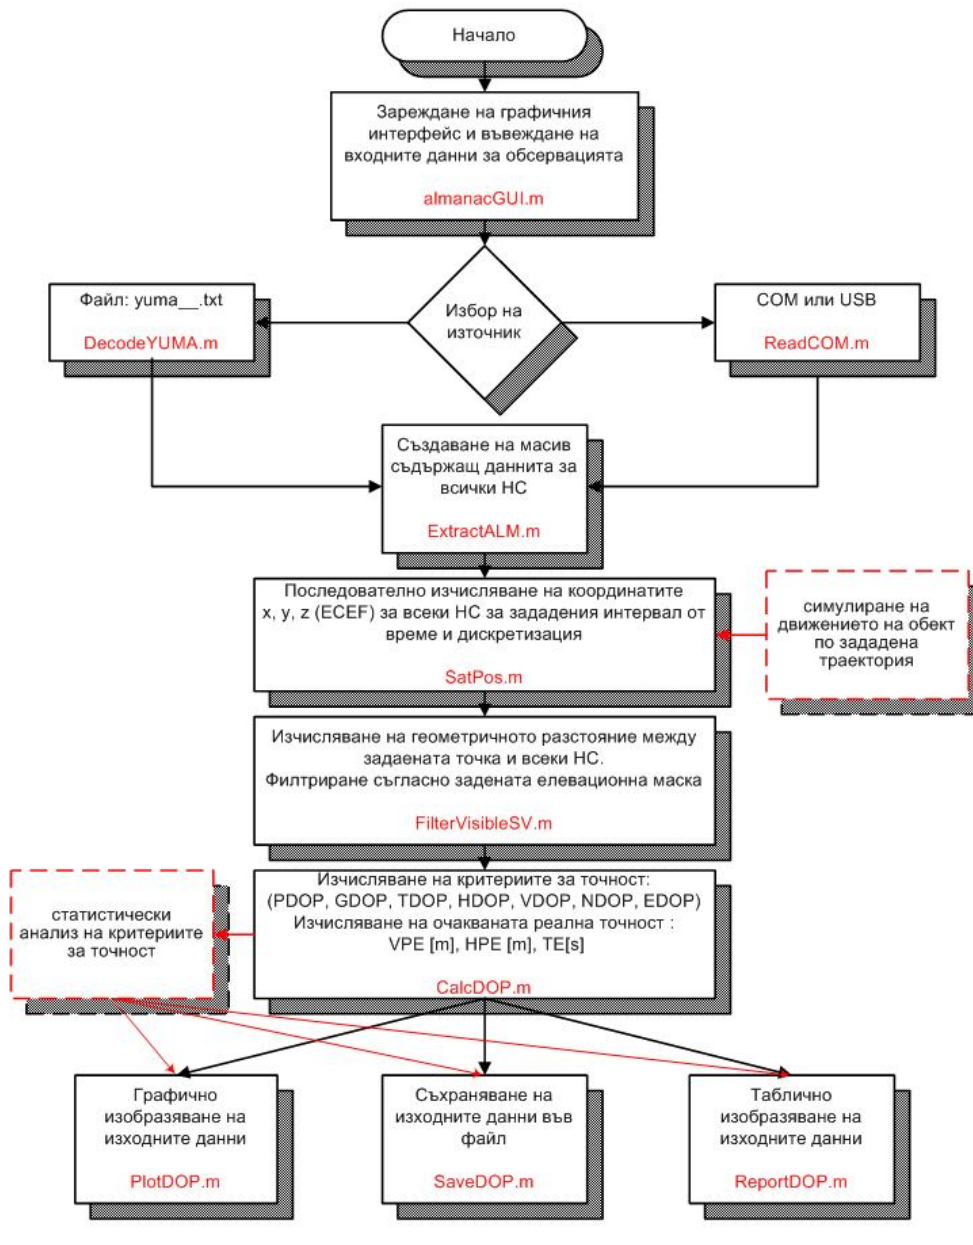 Начало
Зареждане на графичния
интерфейс и въвеждане на
входните данни за обсервацията
almanacGUI.m
Избор на
източник
Файл: yuma__.txt
DecodeYUMA.m
COM или USB
ReadCOM.m
Създаване на масив
съдържащ даннита за
всички НС
ExtractALM.m
Последователно изчисляване на координатите
x, y, z (ECEF) за всеки НС за зададения интервал от
време и дискретизация
SatPos.m
симулиране на
движението на обект
по зададена
траектория
Изчисляване на геометричното разстояние между
задаената точка и всеки НС.
Филтриране съгласно задената елевационна маска
FilterVisibleSV.m
Изчисляване на критериите за точност:
(PDOP, GDOP, TDOP, HDOP, VDOP, NDOP, EDOP)
Изчисляване на очакваната реална точност :
VPE [m], HPE [m], TE[s]
CalcDOP.m
статистически
анализ на критериите
за точност
Графично
изобразяване на
изходните данни
PlotDOP.m
Съхраняване на
изходните данни във
файл
SaveDOP.m
Таблично
изобразяване на
изходните данни
ReportDOP.m